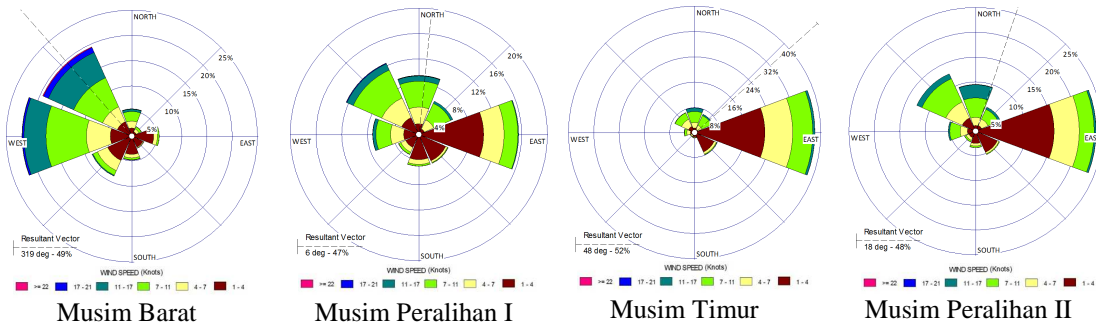 NORTH
25%
20%
15%
10%
5%
WEST
EAST
SOUTH
Resultant Vector
319 deg - 49%
WIND SPEED (Knots)
>= 22 17 - 21 11 - 17 7 - 11 4 - 7 1 - 4
Musim Barat
NORTH
20%
16%
12%
8%
4%
WEST
EAST
SOUTH
Resultant Vector
6 deg - 47%
WIND SPEED (Knots)
>= 22 17 - 21 11 - 17 7 - 11 4 - 7 1 - 4
Musim Peralihan I
NORTH
40%
32%
24%
16%
8%
WEST
EAST
SOUTH
Resultant Vector
48 deg - 52%
WIND SPEED (Knots)
>= 22 17 - 21 11 - 17 7 - 11 4 - 7 1 - 4
Musim Timur
NORTH
25%
20%
15%
10%
5%
WEST
EAST
SOUTH
Resultant Vector
18 deg - 48%
WIND SPEED (Knots)
>= 22 17 - 21 11 - 17 7 - 11 4 - 7 1 - 4
Musim Peralihan II